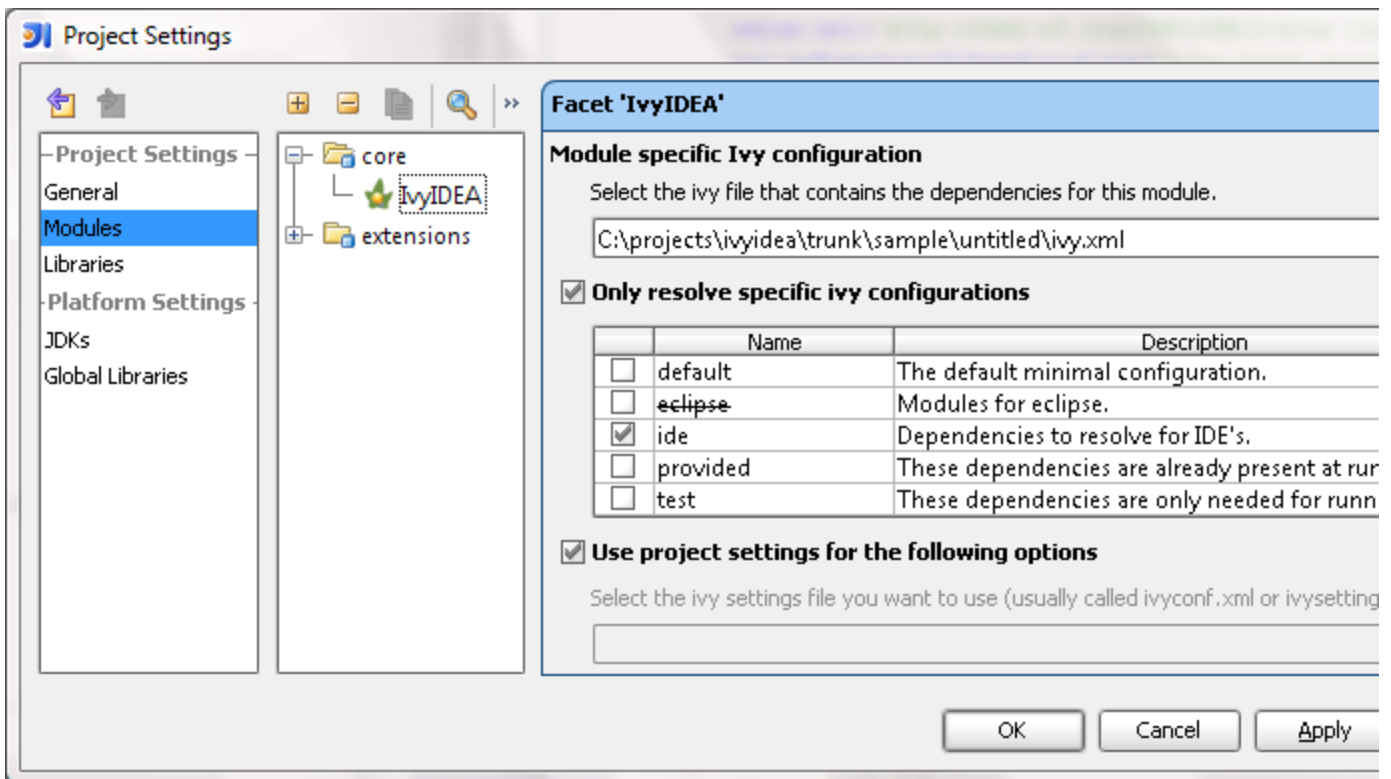 Project Settings
Project Settings
General
Modules
Libraries
Platform Settings
JDKs
Global Libraries
»
core
IvyIDEA
extensions
Facet 'IvyIDEA'
Module specific Ivy configuration
Select the ivy file that contains the dependencies for this module.
C:\projects\ivyidea\trunk\sample\untitled\ivy.xml
Only resolve specific ivy configurations
Name Description
default The default minimal configuration.
eclipse Modules for eclipse.
ide Dependencies to resolve for IDE's.
provided These dependencies are already present at run
test These dependencies are only needed for runn
Use project settings for the following options
Select the ivy settings file you want to use (usually called ivyconf.xml or ivysetting
OK Cancel Apply